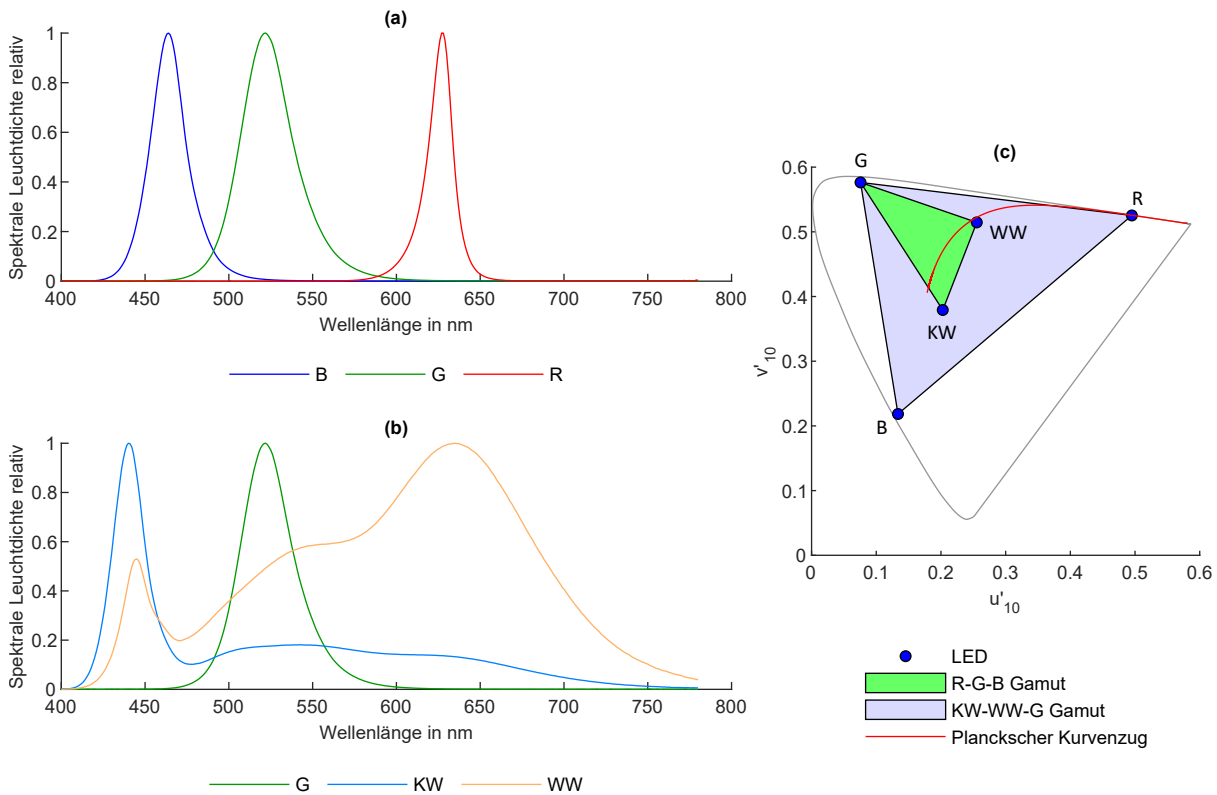 (a)
Spektrale Leuchtdichte relativ
1
0.8
0.6
0.4
0.2
0
400 450 500 550 600 650 700 750 800
Wellenlänge in nm
B G R
(b)
Spektrale Leuchtdichte relativ
1
0.8
0.6
0.4
0.2
0
400 450 500 550 600 650 700 750 800
Wellenlänge in nm
G KW WW
(c)
v'10
0.6
0.5
0.4
0.3
0.2
0.1
0
G
R
WW
KW
B
0 0.1 0.2 0.3 0.4 0.5 0.6
u'10
LED
R-G-B Gamut
KW-WW-G Gamut
Planckscher Kurvenzug